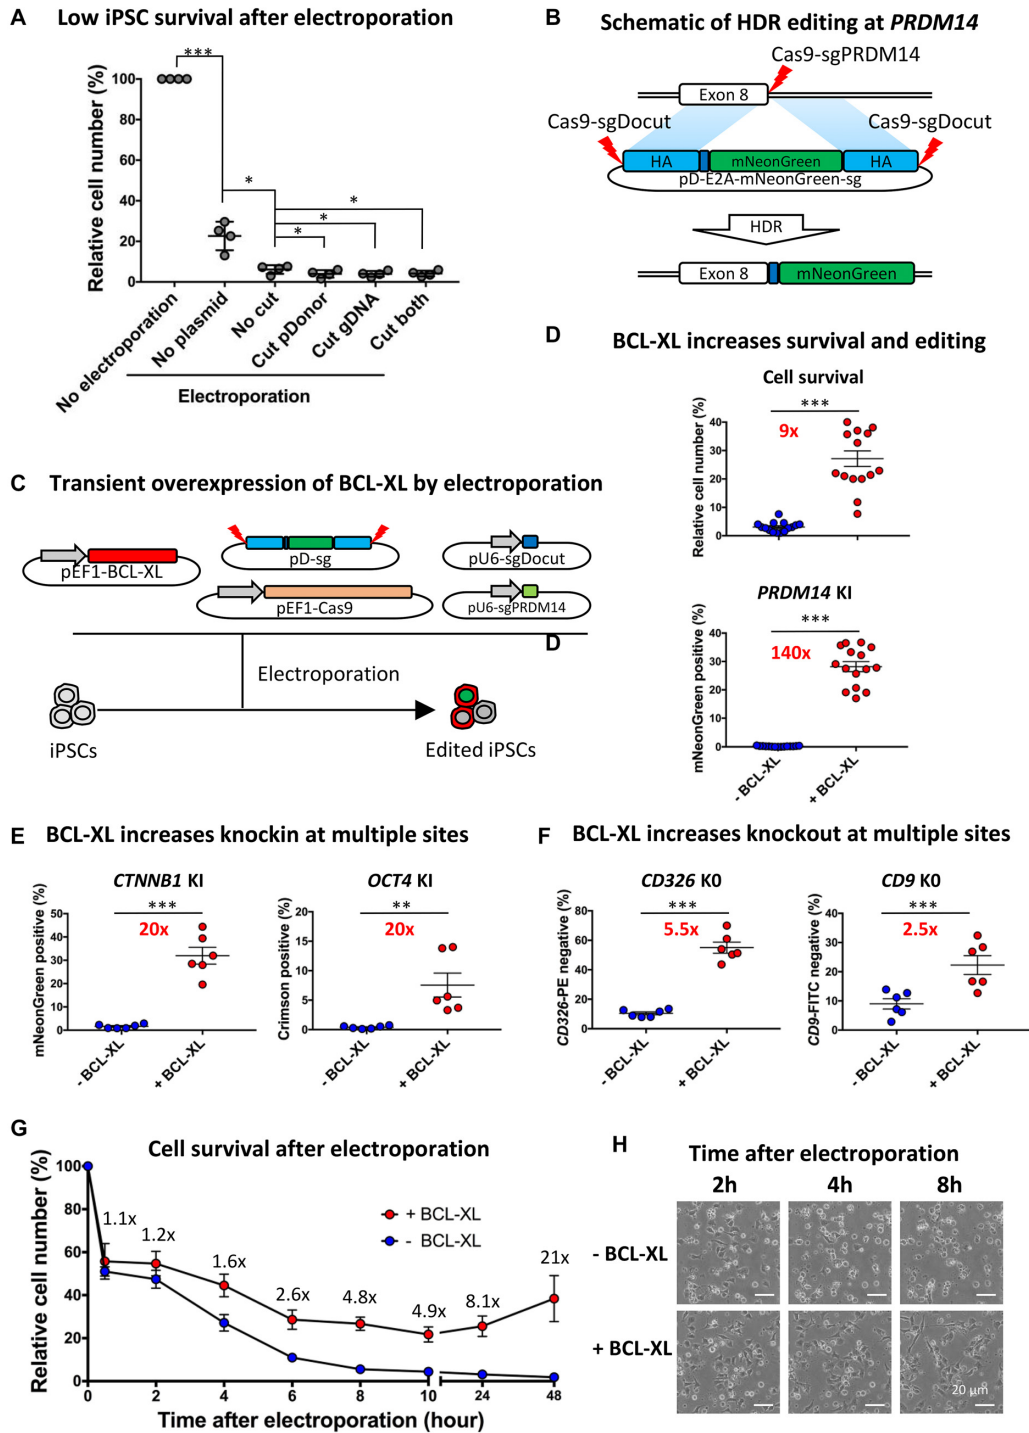 A Low iPSC survival after electroporation
Relative cell number (%)
100
80
60
40
20
0
***
*
*
*
*
No electroporation
No plasmid
No cut
Cut pDonor
Cut gDNA
Cut both
Electroporation
B Schematic of HDR editing at PRDM14
Cas9-sgPRDM14
Exon 8
Cas9-sgDocut
Cas9-sgDocut
HA
mNeonGreen
HA
pD-E2A-mNeonGreen-sg
HDR
Exon 8
mNeonGreen
C Transient overexpression of BCL-XL by electroporation
pEF1-BCL-XL
pD-sg
pU6-sgDocut
pEF1-Cas9
pU6-sgPRDM14
Electroporation
iPSCs
Edited iPSCs
D BCL-XL increases survival and editing
Cell survival
Relative cell number (%)
40
30
20
10
0
***
9x
D
PRDM14 KI
mNeonGreen positive (%)
40
30
20
10
0
***
140x
- BCL-XL
+ BCL-XL
E BCL-XL increases knockin at multiple sites
CTNNB1 KI
mNeonGreen positive (%)
50
40
30
20
10
0
***
20x
- BCL-XL
+ BCL-XL
OCT4 KI
Crimson positive (%)
20
15
10
5
0
**
20x
- BCL-XL
+ BCL-XL
F BCL-XL increases knockout at multiple sites
CD326 K0
CD326-PE negative (%)
80
60
40
20
0
***
5.5x
- BCL-XL
+ BCL-XL
CD9 K0
CD9-FITC negative (%)
40
30
20
10
0
***
2.5x
- BCL-XL
+ BCL-XL
G Cell survival after electroporation
Relative cell number (%)
100
80
60
40
20
0
1.1x
1.2x
1.6x
2.6x
4.8x
4.9x
8.1x
21x
+ BCL-XL
- BCL-XL
0 2 4 6 8 10 24 48
Time after electroporation (hour)
H Time after electroporation
2h 4h 8h
- BCL-XL
+ BCL-XL
20 μm